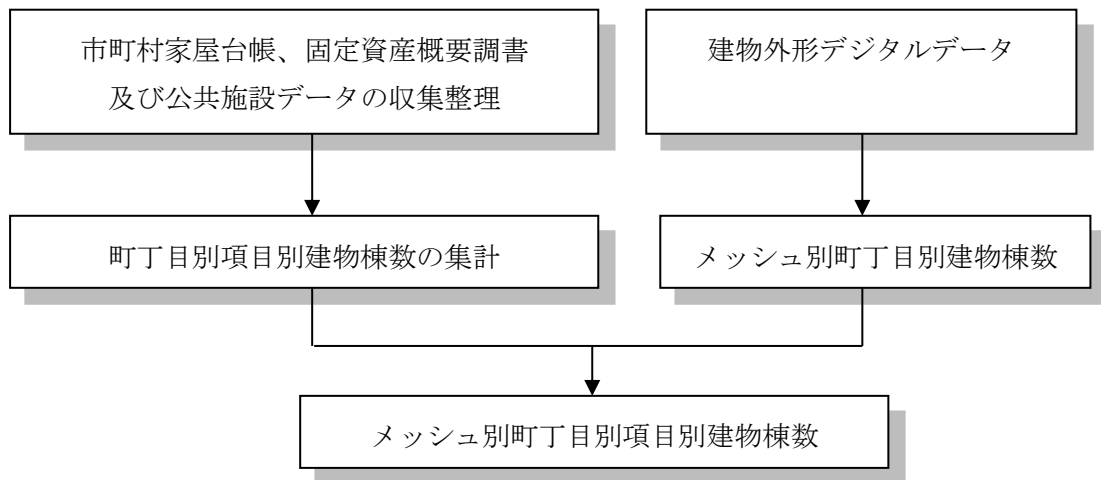 市町村家屋台帳、固定資産概要調書
及び公共施設データの収集整理
建物外形デジタルデータ
町丁目別項目別建物棟数の集計
メッシュ別町丁目別建物棟数
メッシュ別町丁目別項目別建物棟数